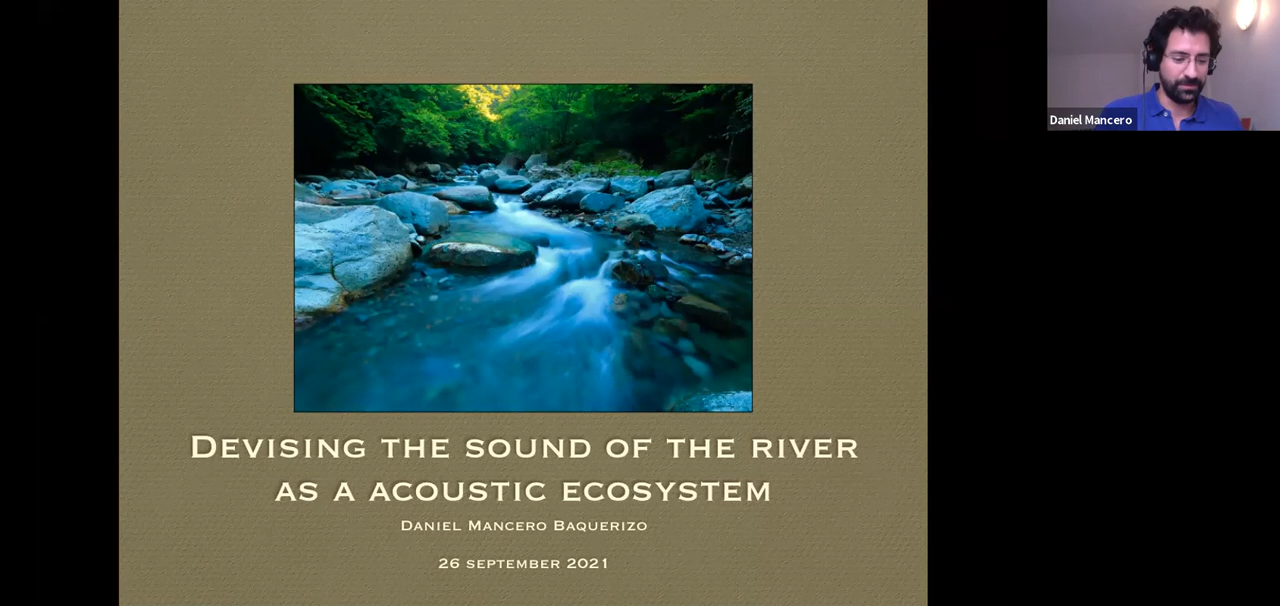 Devising the sound of the river
as a acoustic ecosystem
Daniel Mancero Baquerizo
26 september 2021
Daniel Mancero